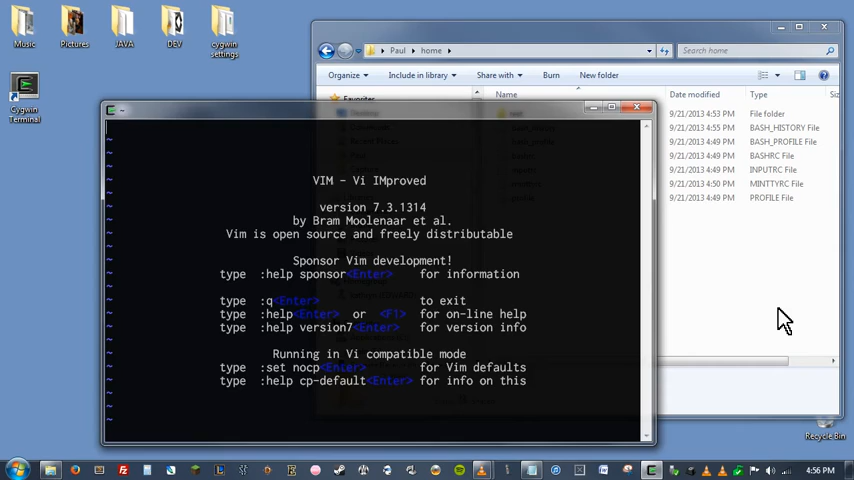 Music
Pictures
JAVA
DEV
cygwin
settings
Cygwin
Terminal
Paul
home
Search home
Organize
Include in library
Share with
Burn
New folder
Favorites
Name
Date modified
Type
9/21/2013 4:53 PM File folder
9/21/2013 4:55 PM BASH_HISTORY File
9/21/2013 4:49 PM BASH_PROFILE File
9/21/2013 4:49 PM BASHRC File
9/21/2013 4:49 PM INPUTRC File
9/21/2013 4:50 PM MINTTYRC File
9/21/2013 4:49 PM PROFILE File
~
~
~
VIM - Vi IMproved
version 7.3.1314
by Bram Moolenaar et al.
Vim is open source and freely distributable
Sponsor Vim development!
type :help sponsor<Enter> for information
type :q<Enter> to exit
type :help<Enter> or <F1> for on-line help
type :help version7<Enter> for version info
Running in Vi compatible mode
type :set nocp<Enter> for Vim defaults
type :help cp-default<Enter> for info on this
Recycle Bin
4:56 PM